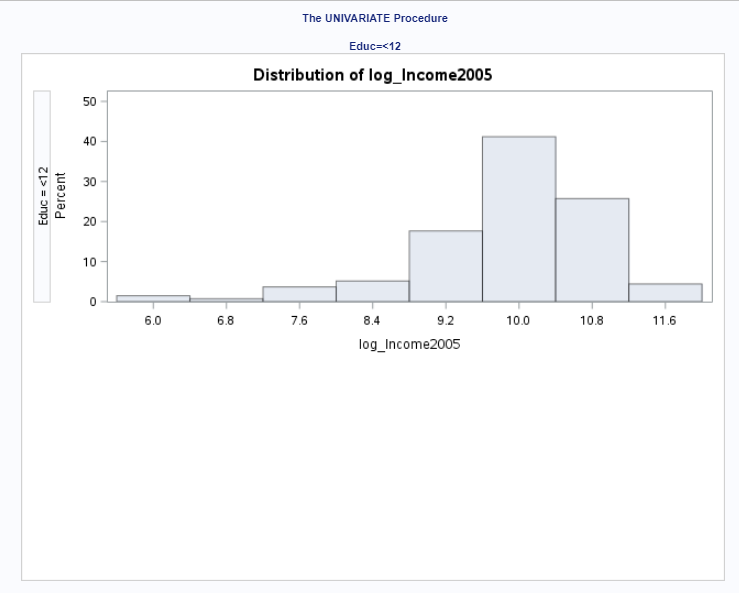 The UNIVARIATE Procedure
Educ=<12
Distribution of log_Income2005
Educ = <12
Percent
50
40
30
20
10
0
6.0 6.8 7.6 8.4 9.2 10.0 10.8 11.6
log_Income2005